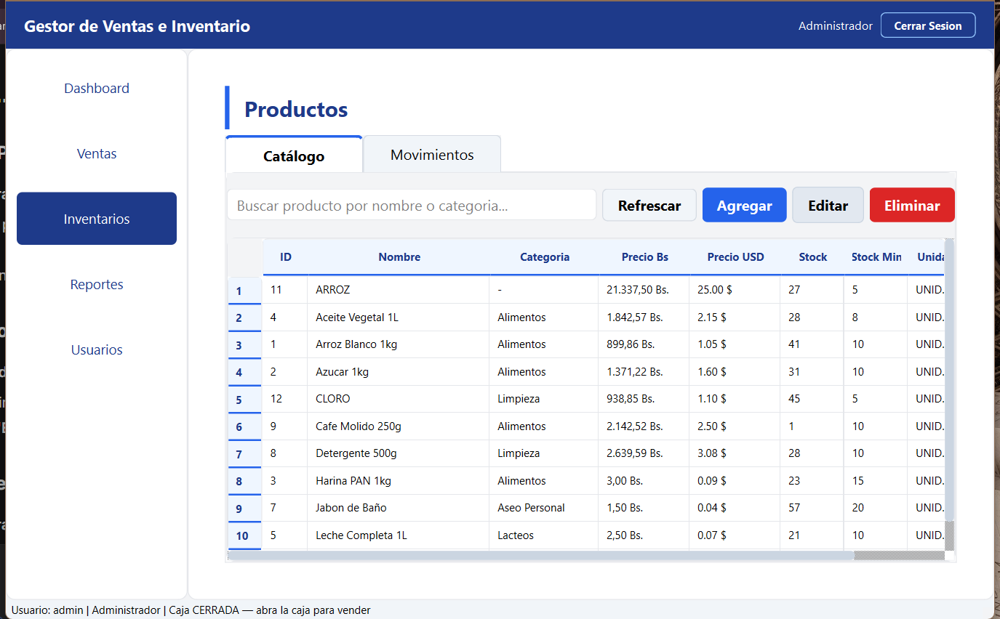 Gestor de Ventas e Inventario
Administrador
Cerrar Sesion
Dashboard
Ventas
Inventarios
Reportes
Usuarios
Productos
Catálogo
Movimientos
Buscar producto por nombre o categoria...
Refrescar
Agregar
Editar
Eliminar
ID Nombre Categoria Precio Bs Precio USD Stock Stock Min
1 11 ARROZ - 21.337,50 Bs. 25.00 $ 27 5 UNID.
2 4 Aceite Vegetal 1L Alimentos 1.842,57 Bs. 2.15 $ 28 8 UNID.
3 1 Arroz Blanco 1kg Alimentos 899,86 Bs. 1.05 $ 41 10 UNID.
4 2 Azucar 1kg Alimentos 1.371,22 Bs. 1.60 $ 31 10 UNID.
5 12 CLORO Limpieza 938,85 Bs. 1.10 $ 45 5 UNID.
6 9 Cafe Molido 250g Alimentos 2.142,52 Bs. 2.50 $ 1 10 UNID.
7 8 Detergente 500g Limpieza 2.639,59 Bs. 3.08 $ 28 10 UNID.
8 3 Harina PAN 1kg Alimentos 3,00 Bs. 0.09 $ 23 15 UNID.
9 7 Jabon de Baño Aseo Personal 1,50 Bs. 0.04 $ 57 20 UNID.
10 5 Leche Completa 1L Lacteos 2,50 Bs. 0.07 $ 21 10 UNID.
Usuario: admin | Administrador | Caja CERRADA — abra la caja para vender